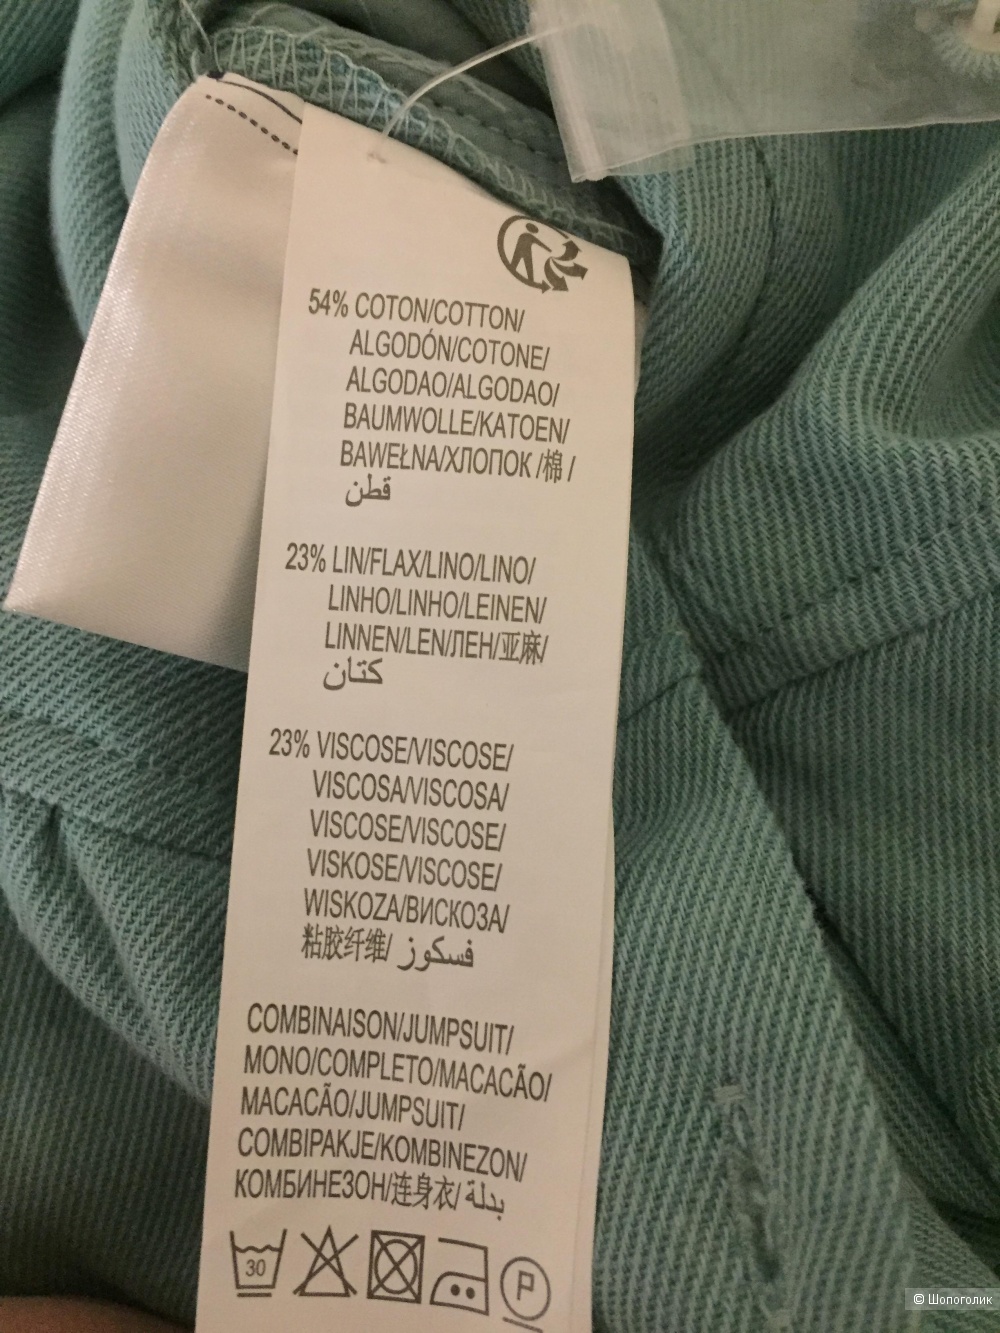 54% COTON/COTTON/
ALGODÓN/COTONE/
ALGODAO/ALGODAO/
BAUMWOLLE/KATOEN/
BAWEŁNA/ХЛОПОК /棉 /
قطن
23% LIN/FLAX/LINO/LINO/
LINHO/LINHO/LEINEN/
LINNEN/LEN/ЛЕН/亚麻/
كتان
23% VISCOSE/VISCOSE/
VISCOSA/VISCOSA/
VISCOSE/VISCOSE/
VISKOSE/VISCOSE/
WISKOZA/ВИСКОЗА/
粘胶纤维/ فسكوز
COMBINAISON/JUMPSUIT/
MONO/COMPLETO/MACACÃO/
MACACÃO/JUMPSUIT/
COMBIPAKJE/KOMBINEZON/
КОМБИНЕЗОН/连身衣/ بدلة
30
P
© Шопоголик